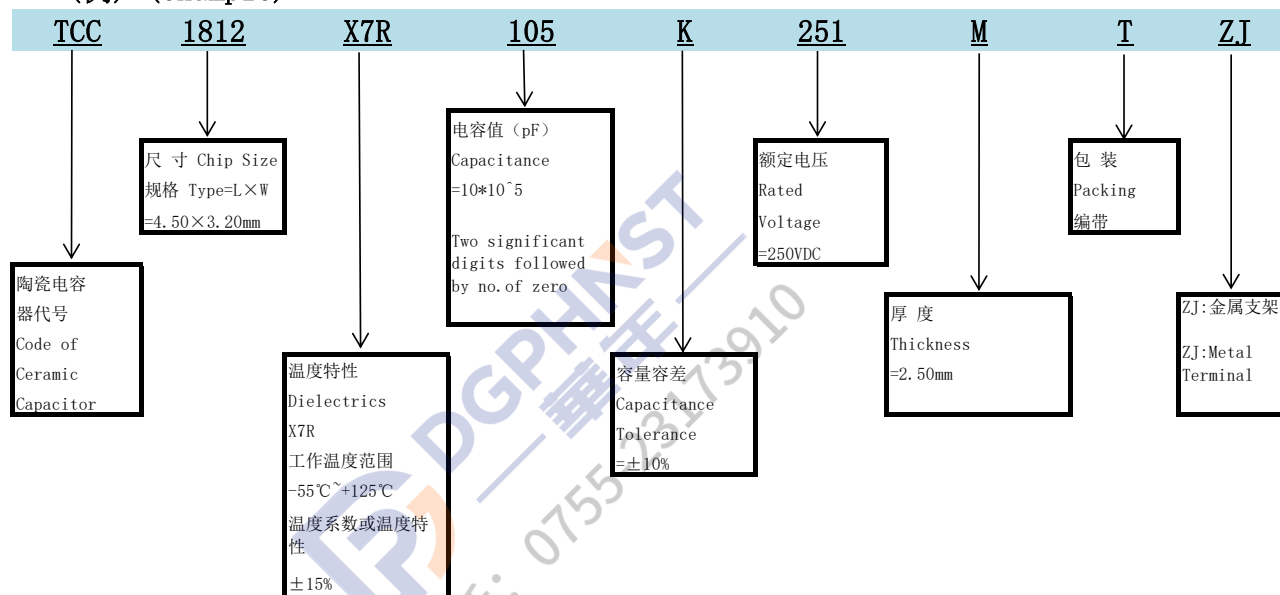 (例) (example)
TCC 1812 X7R 105 K 251 M T ZJ
陶瓷电容
器代号
Code of
Ceramic
Capacitor
尺 寸 Chip Size
规格 Type=L×W
=4.50×3.20mm
温度特性
Dielectrics
X7R
工作温度范围
-55℃~+125℃
温度系数或温度特
性
±15%
电容值（pF）
Capacitance
=10*10^5
Two significant
digits followed
by no.of zero
容量容差
Capacitance
Tolerance
=±10%
额定电压
Rated
Voltage
=250VDC
厚 度
Thickness
=2.50mm
包 装
Packing
编带
ZJ:金属支架
ZJ:Metal
Terminal
DGPHNST
華年
0755-23173910